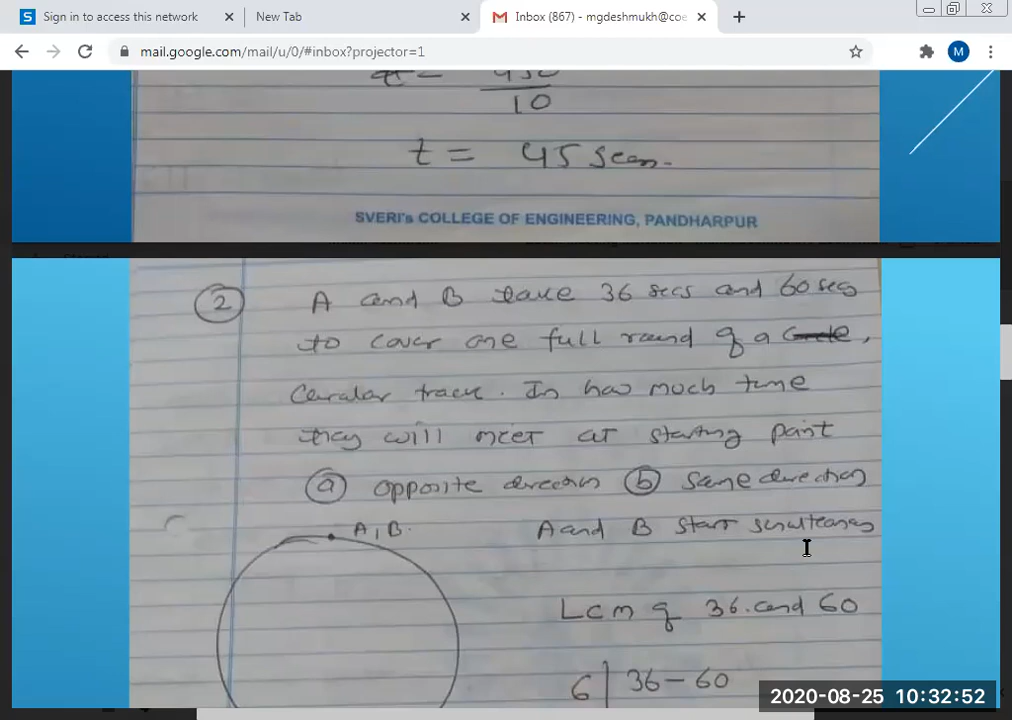 Sign in to access this network
New Tab
Inbox (867) - mgdeshmukh@coe
mail.google.com/mail/u/0/#inbox?projector=1
M
10
t = 45 secs.
SVERI's COLLEGE OF ENGINEERING, PANDHARPUR
2 A and B take 36 secs and 60 secs
to cover one full round of a
Circular track. In how much time
they will meet at starting point
a opposite direction b Same direction
A, B. A and B start simulteanes
LCM of 36 and 60
6 | 36 - 60
2020-08-25 10:32:52